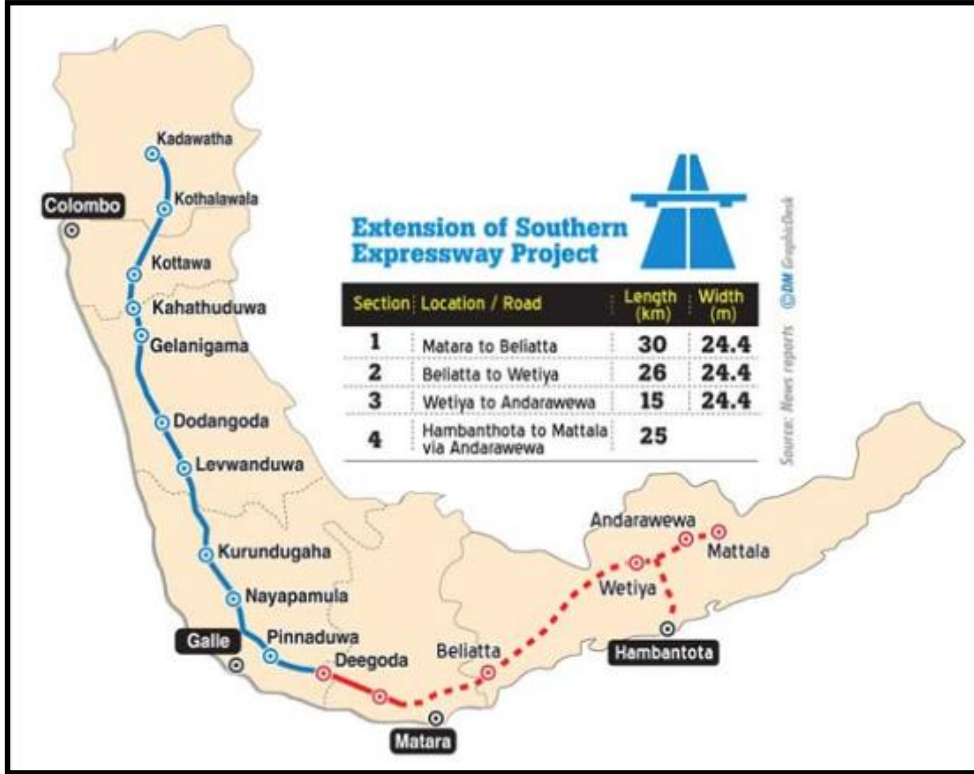 Kadawatha
Colombo
Kothalawala
Kottawa
Kahathuduwa
Gelanigama
Dodangoda
Levwanduwa
Kurundugaha
Nayapamula
Galle
Pinnaduwa
Deegoda
Matara
Beliatta
Wetiya
Andarawewa
Mattala
Hambantota
Extension of Southern
Expressway Project
Section Location / Road Length (km) Width (m)
1 Matara to Beliatta 30 24.4
2 Beliatta to Wetiya 26 24.4
3 Wetiya to Andarawewa 15 24.4
4 Hambanthota to Mattala via Andarawewa 25
Source: News reports ©DM GraphicDesk